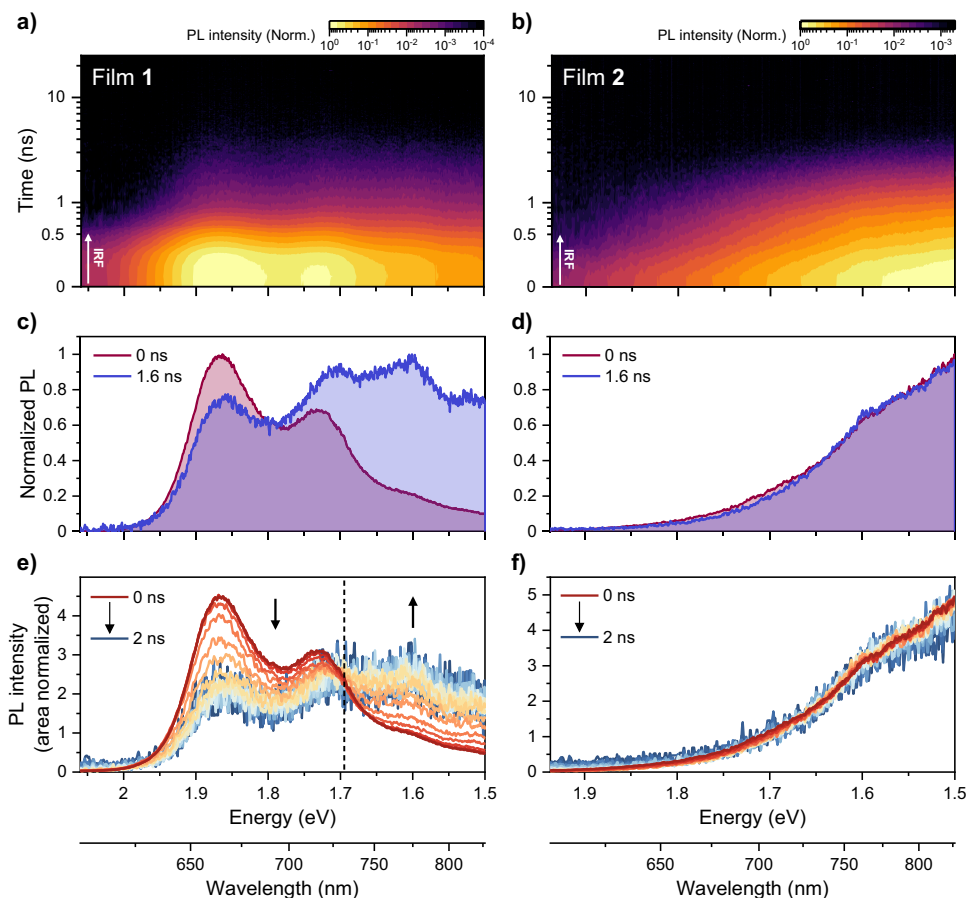 a)
PL intensity (Norm.)
10⁰ 10⁻¹ 10⁻² 10⁻³ 10⁻⁴
Film 1
IRF
Time (ns)
10
1
0.5
0
b)
PL intensity (Norm.)
10⁰ 10⁻¹ 10⁻² 10⁻³
Film 2
IRF
10
1
0.5
0
c)
0 ns
1.6 ns
Normalized PL
1
0.8
0.6
0.4
0.2
0
d)
0 ns
1.6 ns
1
0.8
0.6
0.4
0.2
0
e)
0 ns
2 ns
PL intensity
(area normalized)
4
3
2
1
0
2 1.9 1.8 1.7 1.6 1.5
Energy (eV)
650 700 750 800
Wavelength (nm)
f)
0 ns
2 ns
5
4
3
2
1
0
1.9 1.8 1.7 1.6 1.5
Energy (eV)
650 700 750 800
Wavelength (nm)